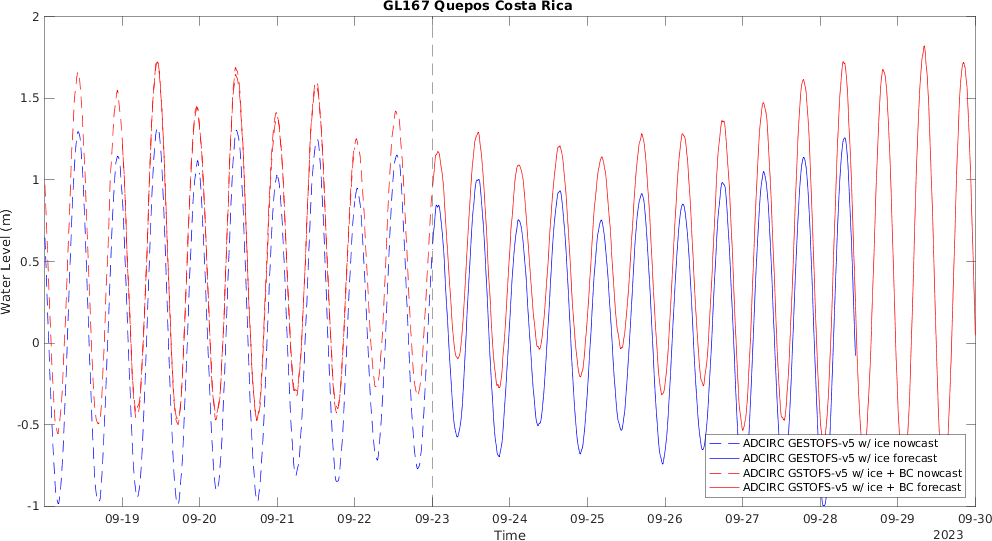 GL167 Quepos Costa Rica
2
1.5
1
0.5
0
-0.5
-1
Water Level (m)
ADCIRC GESTOFS-v5 w/ ice nowcast
ADCIRC GESTOFS-v5 w/ ice forecast
ADCIRC GSTOFS-v5 w/ ice + BC nowcast
ADCIRC GSTOFS-v5 w/ ice + BC forecast
09-19 09-20 09-21 09-22 09-23 09-24 09-25 09-26 09-27 09-28 09-29 09-30
Time
2023